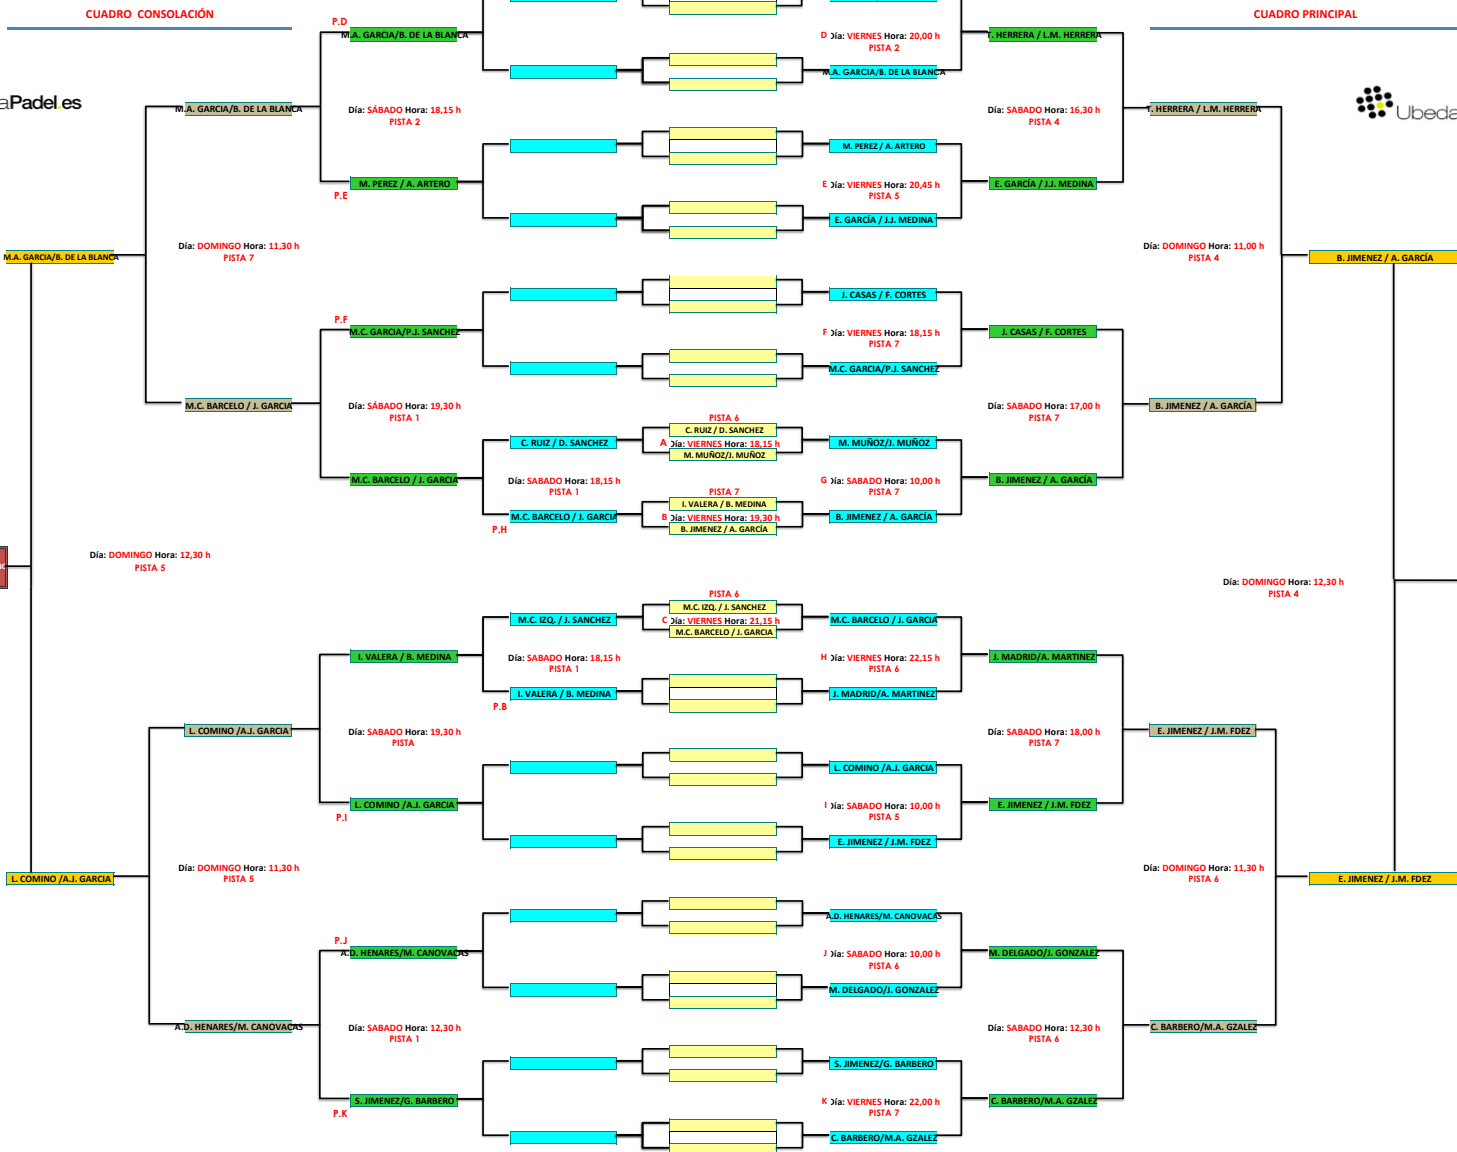 CUADRO CONSOLACIÓN
CUADRO PRINCIPAL
P.D
M.A. GARCIA/B. DE LA BLANCA
D Día: VIERNES Hora: 20,00 h
PISTA 2
T. HERRERA / L.M. HERRERA
M.A. GARCIA/B. DE LA BLANCA
aPadel.es
M.A. GARCIA/B. DE LA BLANCA
Día: SÁBADO Hora: 18,15 h
PISTA 2
Día: SABADO Hora: 16,30 h
PISTA 4
T. HERRERA / L.M. HERRERA
Ubeda
M. PEREZ / A. ARTERO
M. PEREZ / A. ARTERO
P.E
E Día: VIERNES Hora: 20,45 h
PISTA 5
E. GARCÍA / J.J. MEDINA
E. GARCÍA / J.J. MEDINA
Día: DOMINGO Hora: 11,30 h
PISTA 7
Día: DOMINGO Hora: 11,00 h
PISTA 4
M.A. GARCIA/B. DE LA BLANCA
B. JIMENEZ / A. GARCÍA
J. CASAS / F. CORTES
P.F
M.C. GARCIA/P.J. SANCHEZ
F Día: VIERNES Hora: 18,15 h
PISTA 7
J. CASAS / F. CORTES
M.C. GARCIA/P.J. SANCHEZ
M.C. BARCELO / J. GARCIA
Día: SÁBADO Hora: 19,30 h
PISTA 1
Día: SABADO Hora: 17,00 h
PISTA 7
B. JIMENEZ / A. GARCÍA
PISTA 6
C. RUIZ / D. SANCHEZ
C. RUIZ / D. SANCHEZ
A Día: VIERNES Hora: 18,15 h
M. MUÑOZ/J. MUÑOZ
M. MUÑOZ/J. MUÑOZ
M.C. BARCELO / J. GARCIA
Día: SABADO Hora: 18,15 h
PISTA 1
G Día: SABADO Hora: 10,00 h
PISTA 7
B. JIMENEZ / A. GARCÍA
PISTA 7
I. VALERA / B. MEDINA
M.C. BARCELO / J. GARCIA
B Día: VIERNES Hora: 19,30 h
B. JIMENEZ / A. GARCÍA
B. JIMENEZ / A. GARCÍA
P.H
Día: DOMINGO Hora: 12,30 h
PISTA 5
Día: DOMINGO Hora: 12,30 h
PISTA 4
PISTA 6
M.C. IZQ. / J. SANCHEZ
M.C. IZQ. / J. SANCHEZ
C Día: VIERNES Hora: 21,15 h
M.C. BARCELO / J. GARCIA
M.C. BARCELO / J. GARCIA
I. VALERA / B. MEDINA
Día: SABADO Hora: 18,15 h
PISTA 1
H Día: VIERNES Hora: 22,15 h
PISTA 6
J. MADRID/A. MARTINEZ
I. VALERA / B. MEDINA
J. MADRID/A. MARTINEZ
P.B
L. COMINO /A.J. GARCIA
Día: SABADO Hora: 19,30 h
PISTA
Día: SABADO Hora: 18,00 h
PISTA 7
E. JIMENEZ / J.M. FDEZ
L. COMINO /A.J. GARCIA
L. COMINO /A.J. GARCIA
P.I
I Día: SABADO Hora: 10,00 h
PISTA 5
E. JIMENEZ / J.M. FDEZ
E. JIMENEZ / J.M. FDEZ
Día: DOMINGO Hora: 11,30 h
PISTA 5
Día: DOMINGO Hora: 11,30 h
PISTA 6
L. COMINO /A.J. GARCIA
E. JIMENEZ / J.M. FDEZ
A.D. HENARES/M. CANOVACAS
P.J
A.D. HENARES/M. CANOVACAS
J Día: SABADO Hora: 10,00 h
PISTA 6
M. DELGADO/J. GONZALEZ
M. DELGADO/J. GONZALEZ
A.D. HENARES/M. CANOVACAS
Día: SABADO Hora: 12,30 h
PISTA 1
Día: SABADO Hora: 12,30 h
PISTA 6
C. BARBERO/M.A. GZALEZ
S. JIMENEZ/G. BARBERO
S. JIMENEZ/G. BARBERO
P.K
K Día: VIERNES Hora: 22,00 h
PISTA 7
C. BARBERO/M.A. GZALEZ
C. BARBERO/M.A. GZALEZ